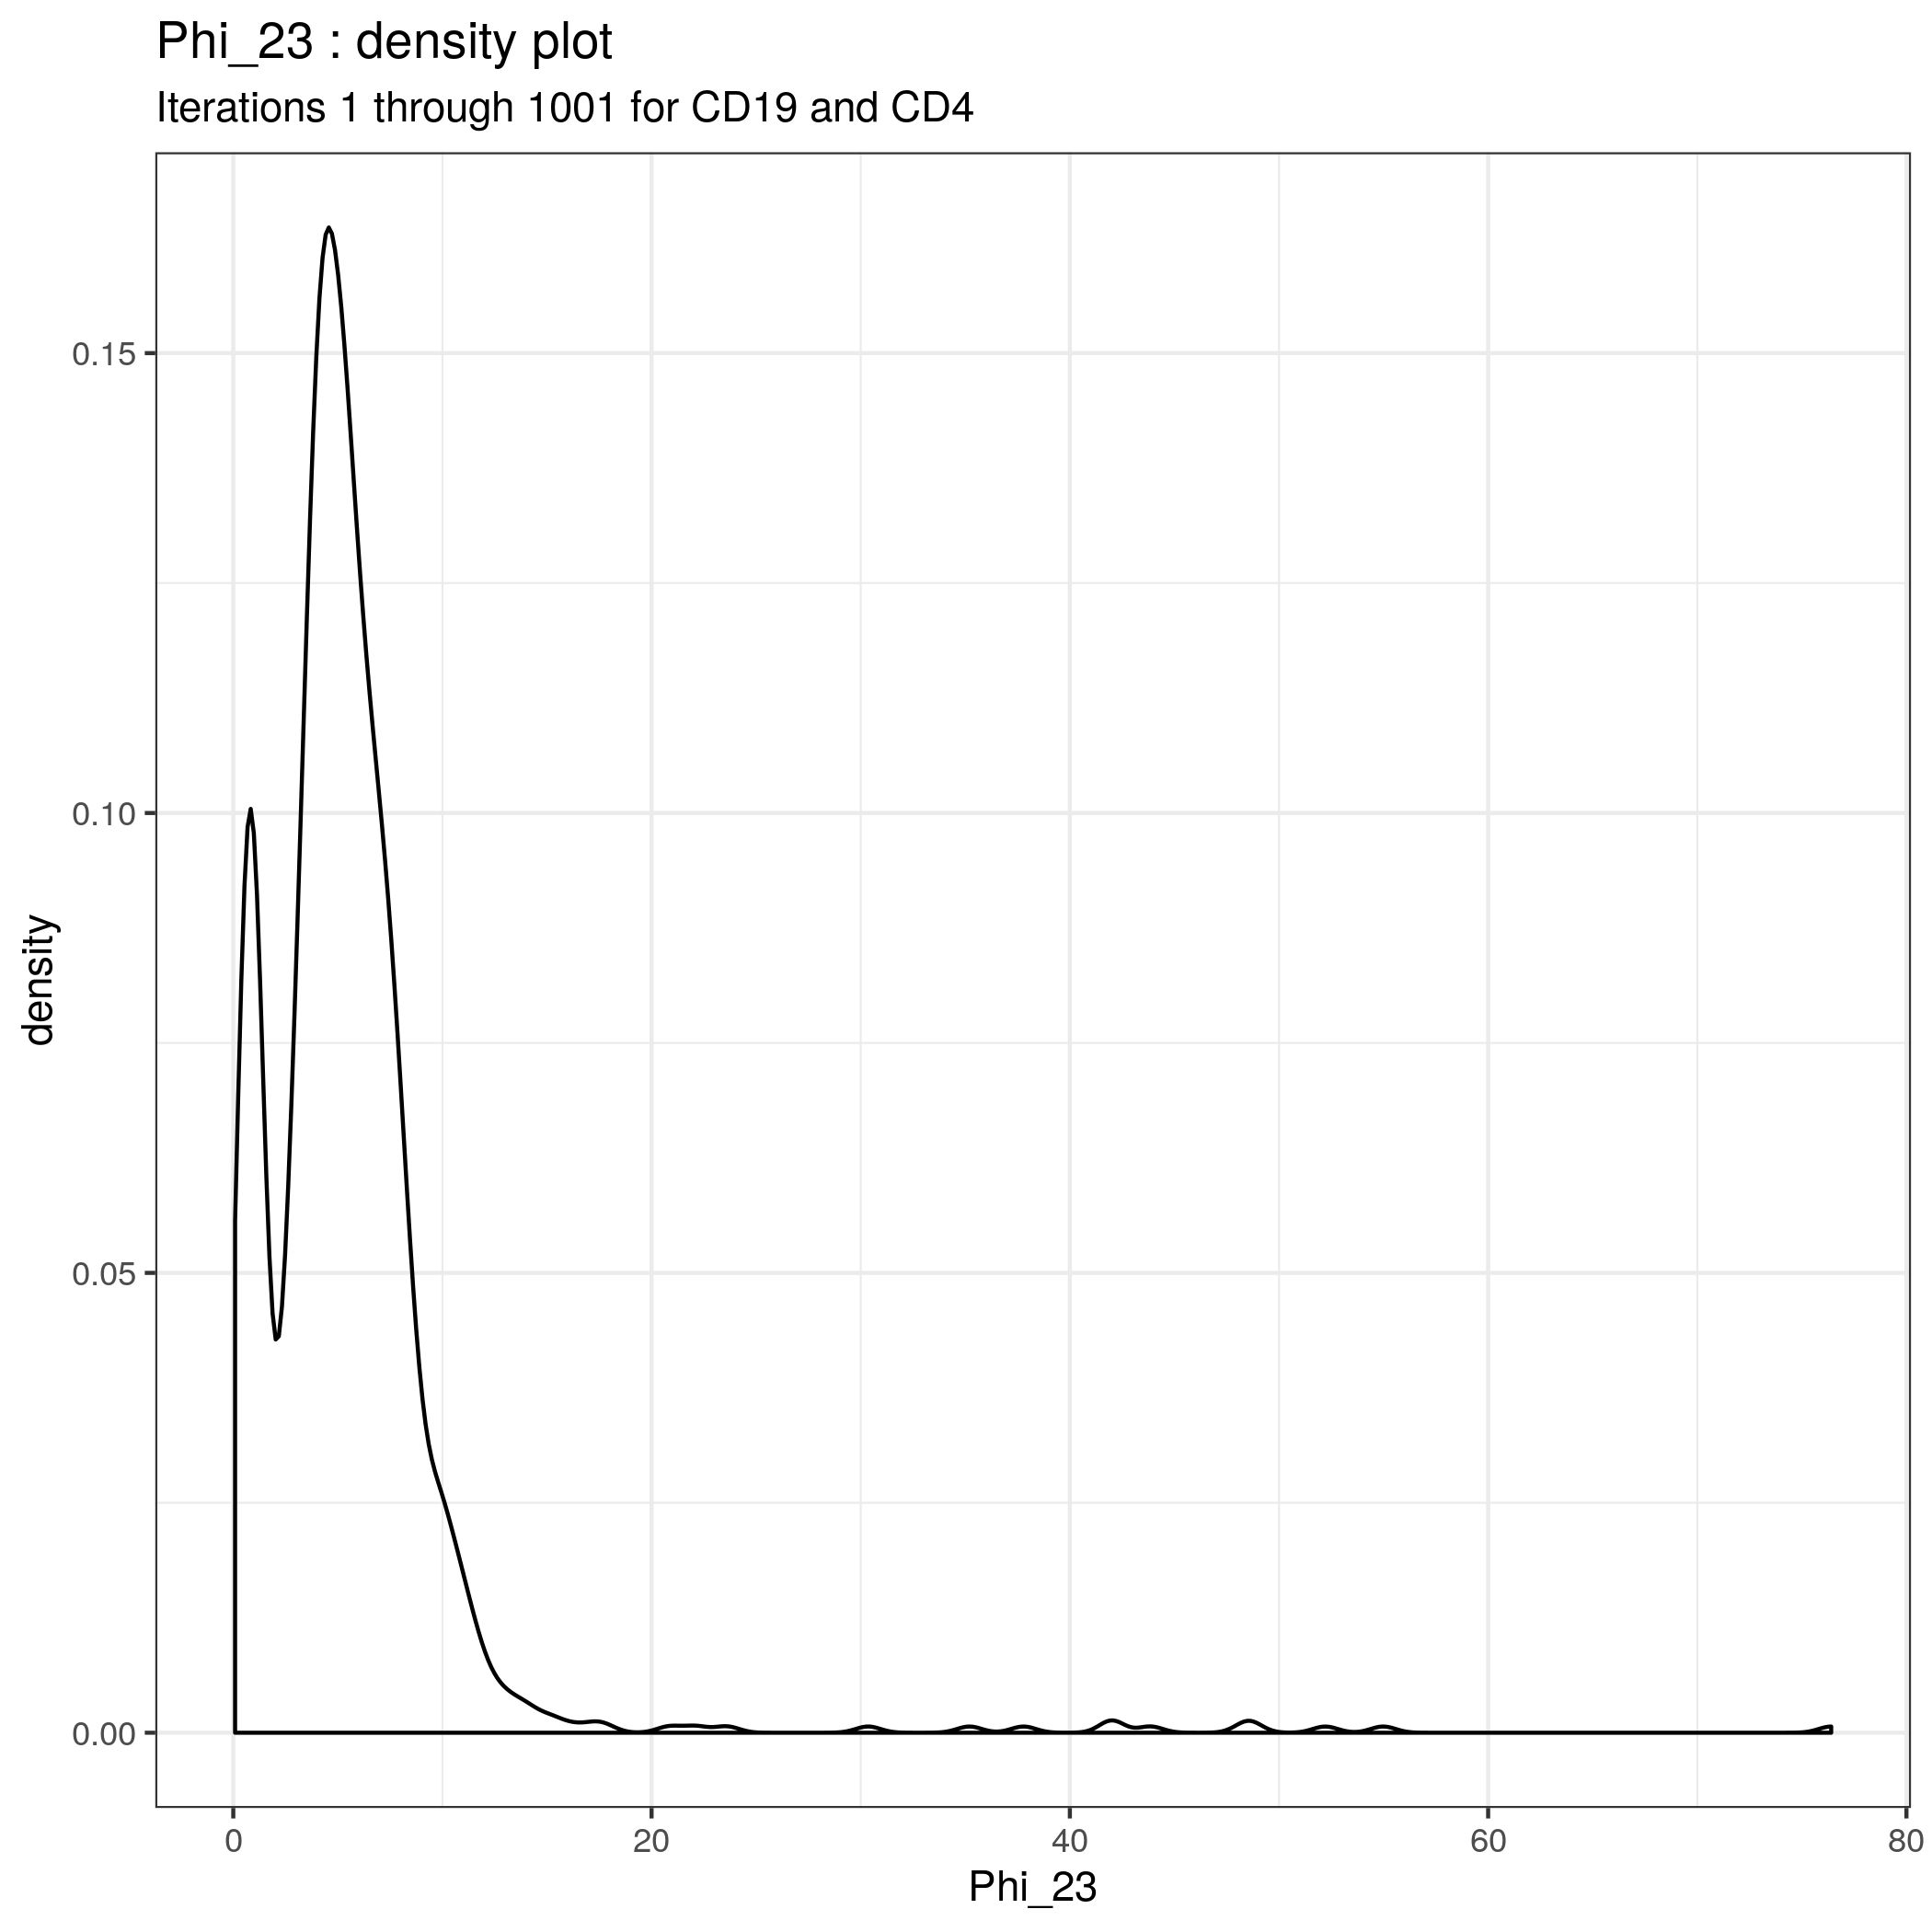 Phi_23 : density plot
Iterations 1 through 1001 for CD19 and CD4
density
0.15
0.10
0.05
0.00
0 20 40 60 80
Phi_23